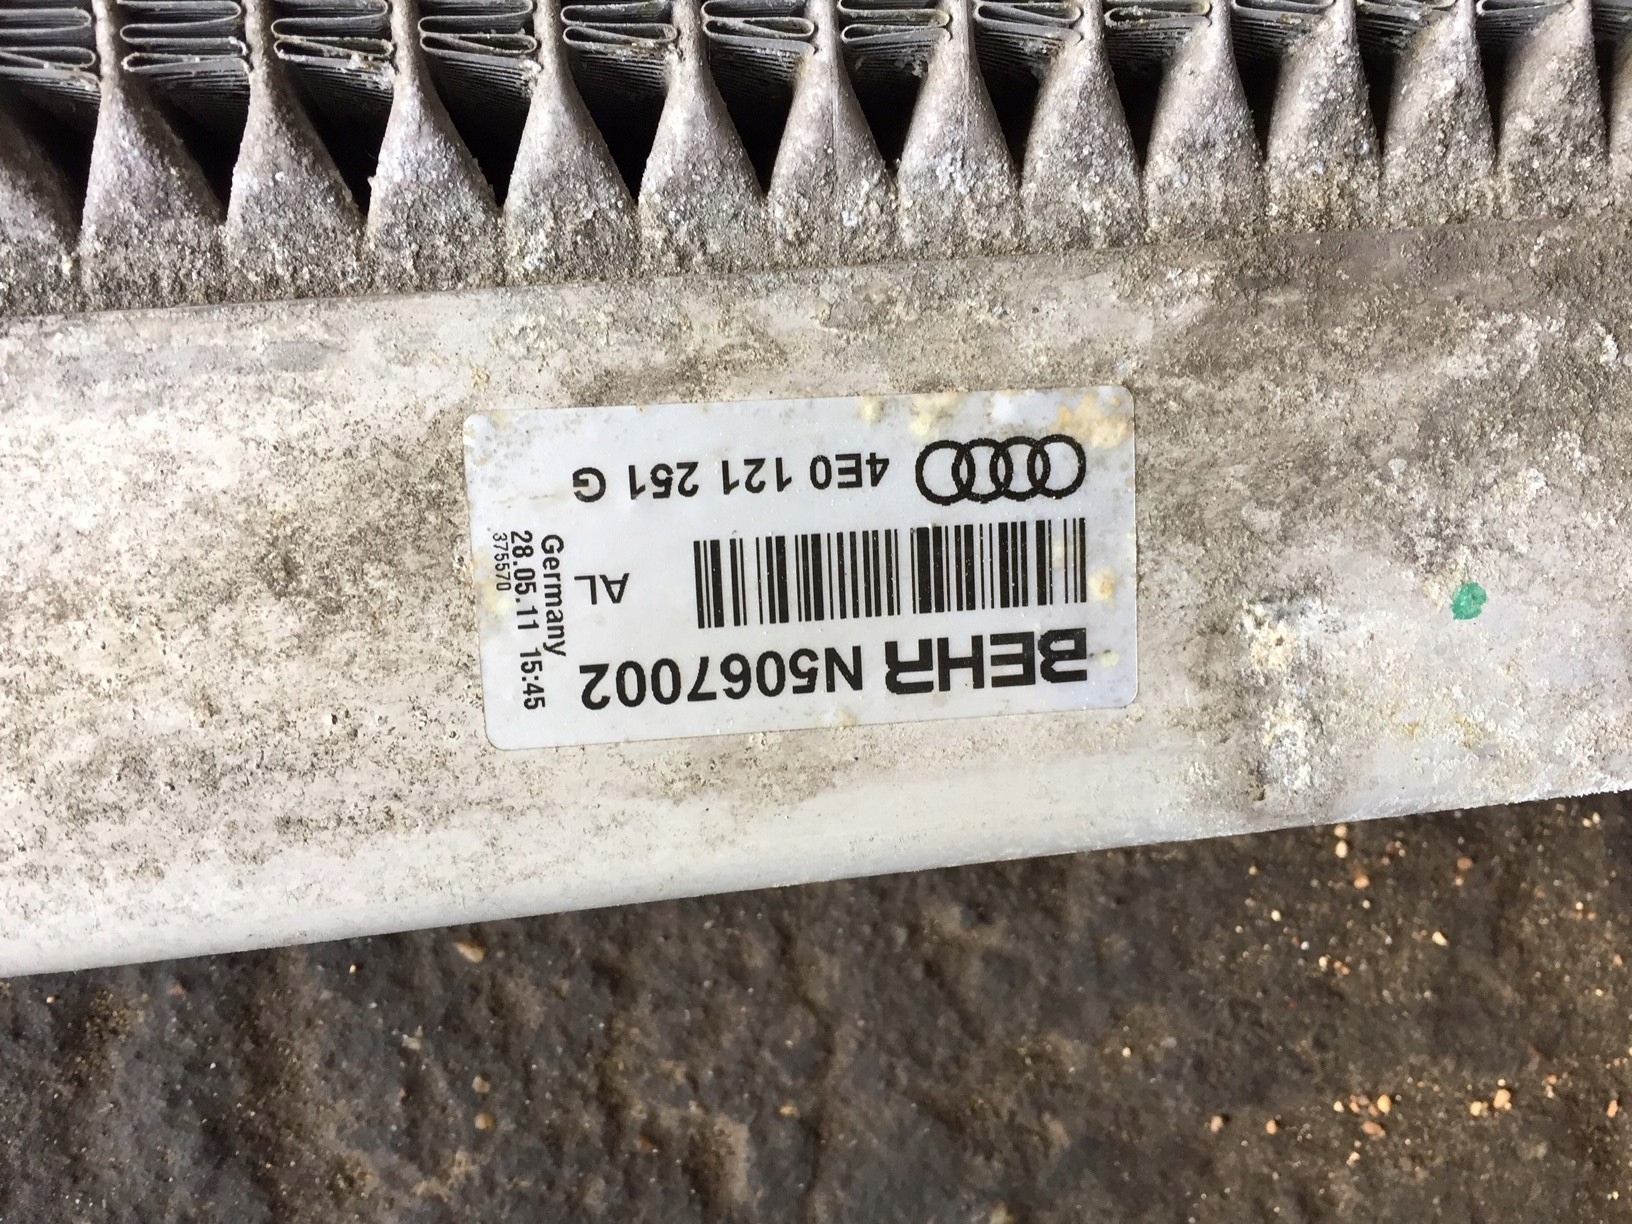 BEHR N5067002
AL
4E0 121 251 G
Germany
28.05.11 15:45
375570